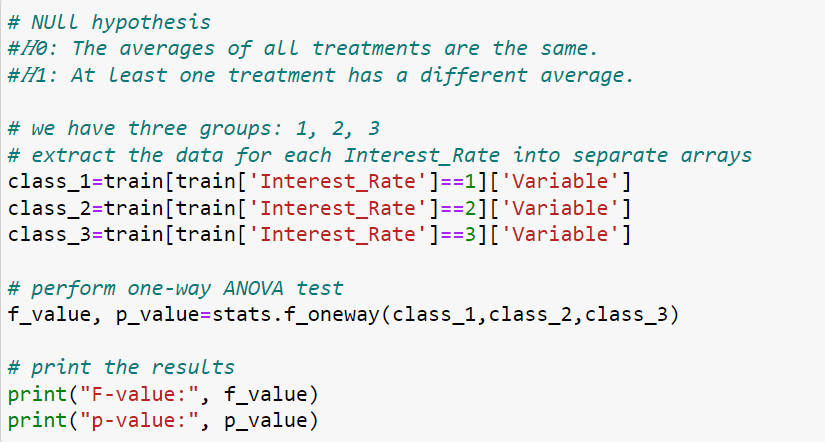 # NULL hypothesis
#𝐻0: The averages of all treatments are the same.
#𝐻1: At least one treatment has a different average.
# we have three groups: 1, 2, 3
# extract the data for each Interest_Rate into separate arrays
class_1=train[train['Interest_Rate']==1]['Variable']
class_2=train[train['Interest_Rate']==2]['Variable']
class_3=train[train['Interest_Rate']==3]['Variable']
# perform one-way ANOVA test
f_value, p_value=stats.f_oneway(class_1,class_2,class_3)
# print the results
print("F-value:", f_value)
print("p-value:", p_value)